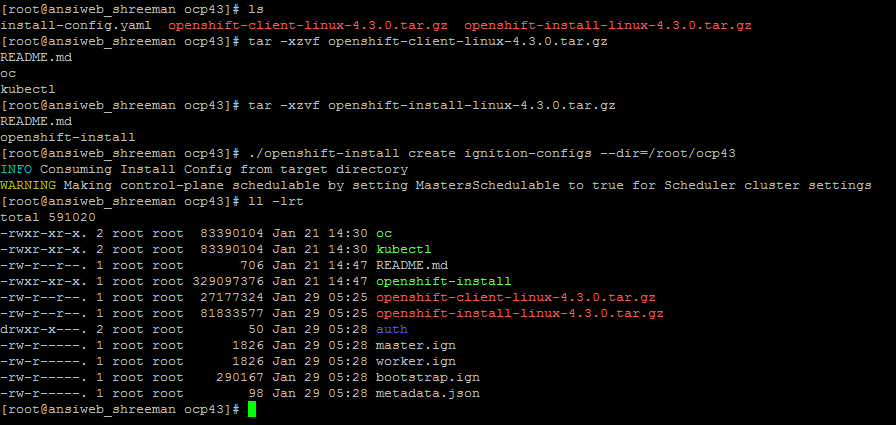 [root@ansiweb_shreeman ocp43]# ls
install-config.yaml  openshift-client-linux-4.3.0.tar.gz  openshift-install-linux-4.3.0.tar.gz
[root@ansiweb_shreeman ocp43]# tar -xzvf openshift-client-linux-4.3.0.tar.gz
README.md
oc
kubectl
[root@ansiweb_shreeman ocp43]# tar -xzvf openshift-install-linux-4.3.0.tar.gz
README.md
openshift-install
[root@ansiweb_shreeman ocp43]# ./openshift-install create ignition-configs --dir=/root/ocp43
INFO Consuming Install Config from target directory
WARNING Making control-plane schedulable by setting MastersSchedulable to true for Scheduler cluster settings
[root@ansiweb_shreeman ocp43]# ll -lrt
total 591020
-rwxr-xr-x. 2 root root  83390104 Jan 21 14:30 oc
-rwxr-xr-x. 2 root root  83390104 Jan 21 14:30 kubectl
-rw-r--r--. 1 root root       706 Jan 21 14:47 README.md
-rwxr-xr-x. 1 root root 329097376 Jan 21 14:47 openshift-install
-rw-r--r--. 1 root root  27177324 Jan 29 05:25 openshift-client-linux-4.3.0.tar.gz
-rw-r--r--. 1 root root  81833577 Jan 29 05:25 openshift-install-linux-4.3.0.tar.gz
drwxr-x---. 2 root root        50 Jan 29 05:28 auth
-rw-r-----. 1 root root      1826 Jan 29 05:28 master.ign
-rw-r-----. 1 root root      1826 Jan 29 05:28 worker.ign
-rw-r-----. 1 root root    290167 Jan 29 05:28 bootstrap.ign
-rw-r-----. 1 root root        98 Jan 29 05:28 metadata.json
[root@ansiweb_shreeman ocp43]#